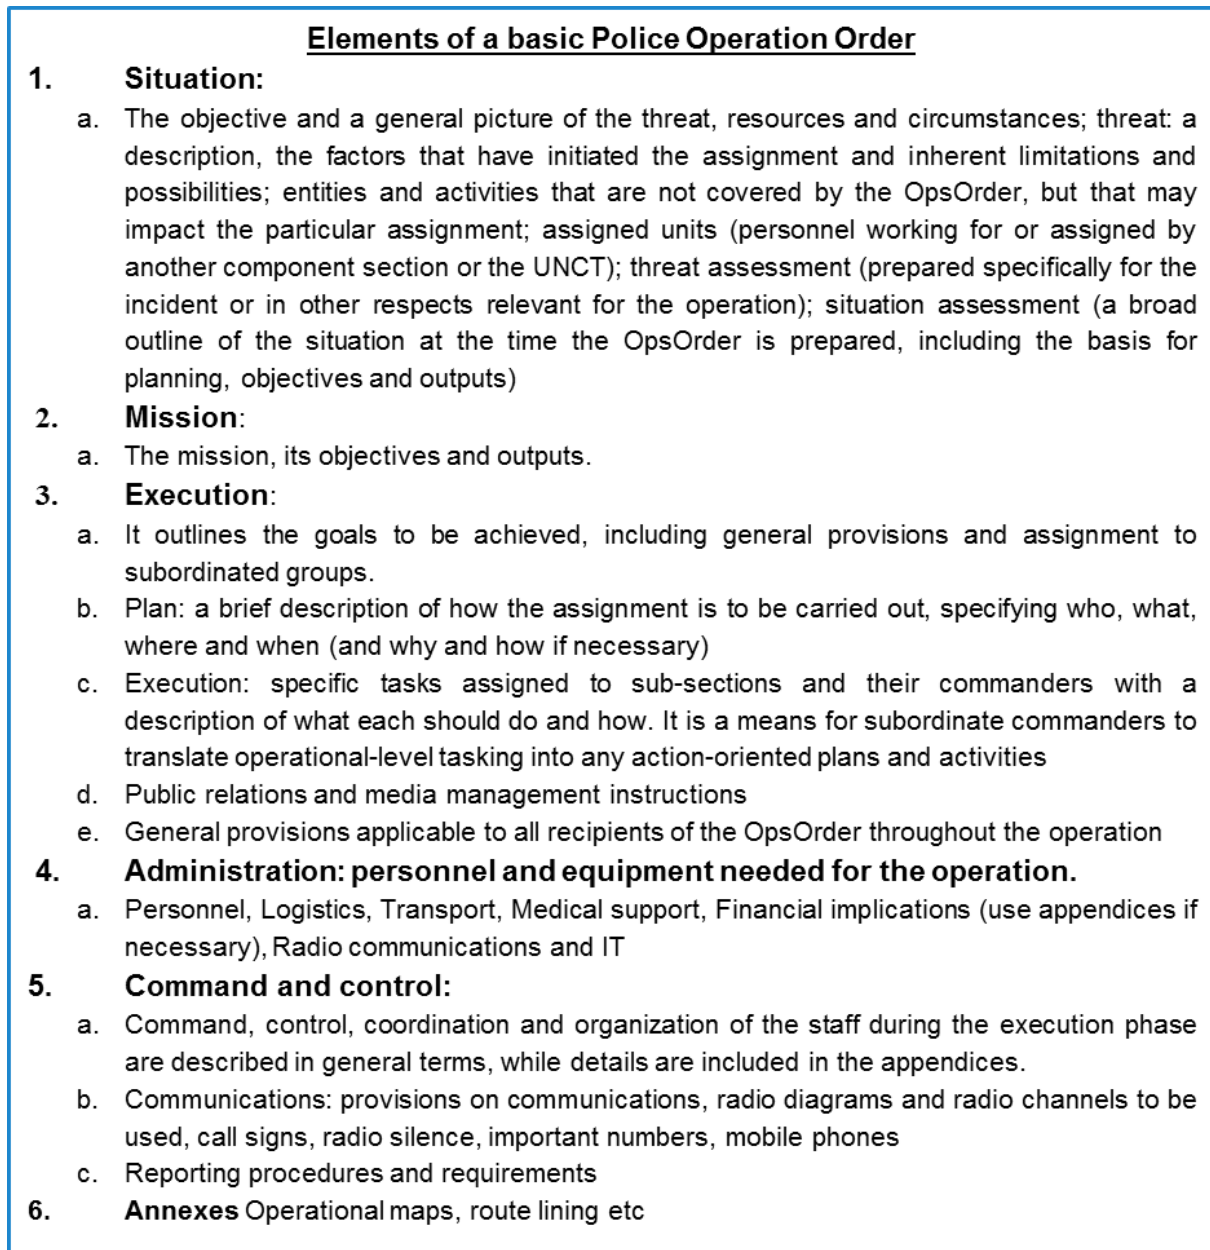 Elements of a basic Police Operation Order
1. Situation:
a. The objective and a general picture of the threat, resources and circumstances; threat: a
description, the factors that have initiated the assignment and inherent limitations and
possibilities; entities and activities that are not covered by the OpsOrder, but that may
impact the particular assignment; assigned units (personnel working for or assigned by
another component section or the UNCT); threat assessment (prepared specifically for the
incident or in other respects relevant for the operation); situation assessment (a broad
outline of the situation at the time the OpsOrder is prepared, including the basis for
planning, objectives and outputs)
2. Mission:
a. The mission, its objectives and outputs.
3. Execution:
a. It outlines the goals to be achieved, including general provisions and assignment to
subordinated groups.
b. Plan: a brief description of how the assignment is to be carried out, specifying who, what,
where and when (and why and how if necessary)
c. Execution: specific tasks assigned to sub-sections and their commanders with a
description of what each should do and how. It is a means for subordinate commanders to
translate operational-level tasking into any action-oriented plans and activities
d. Public relations and media management instructions
e. General provisions applicable to all recipients of the OpsOrder throughout the operation
4. Administration: personnel and equipment needed for the operation.
a. Personnel, Logistics, Transport, Medical support, Financial implications (use appendices if
necessary), Radio communications and IT
5. Command and control:
a. Command, control, coordination and organization of the staff during the execution phase
are described in general terms, while details are included in the appendices.
b. Communications: provisions on communications, radio diagrams and radio channels to be
used, call signs, radio silence, important numbers, mobile phones
c. Reporting procedures and requirements
6. Annexes Operational maps, route lining etc